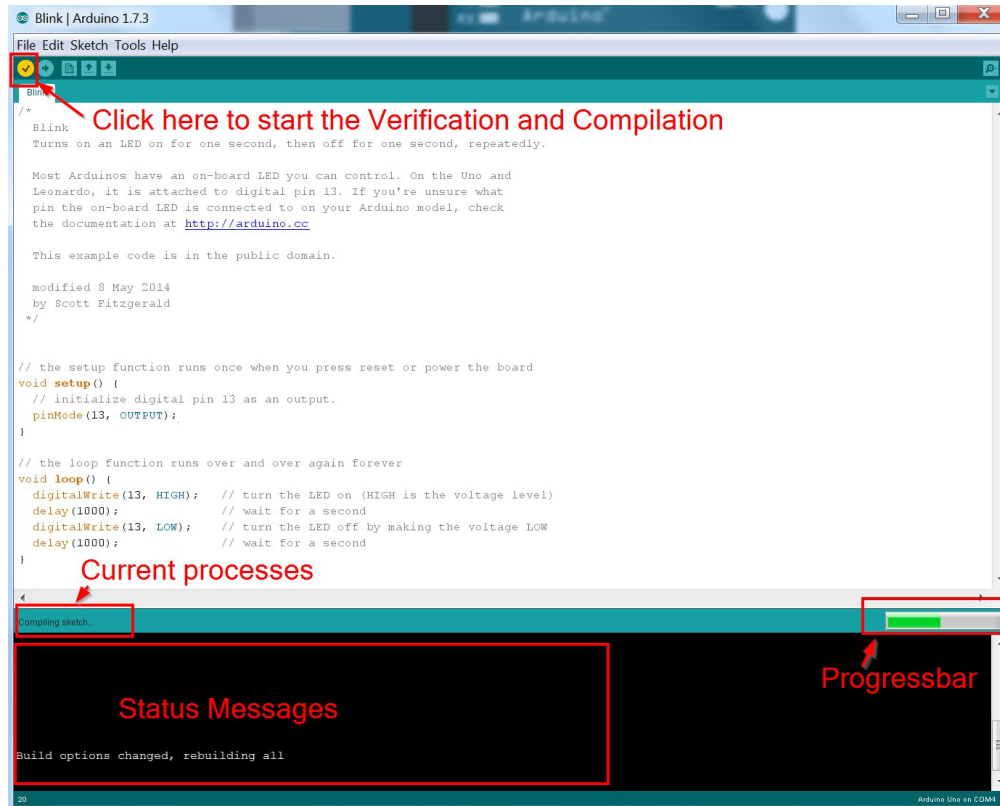 Arduino
Blink | Arduino 1.7.3
File Edit Sketch Tools Help
Blink
Click here to start the Verification and Compilation
/*
Blink
Turns on an LED on for one second, then off for one second, repeatedly.
Most Arduinos have an on-board LED you can control. On the Uno and
Leonardo, it is attached to digital pin 13. If you're unsure what
pin the on-board LED is connected to on your Arduino model, check
the documentation at http://arduino.cc
This example code is in the public domain.
modified 8 May 2014
by Scott Fitzgerald
*/
// the setup function runs once when you press reset or power the board
void setup() {
// initialize digital pin 13 as an output.
pinMode(13, OUTPUT);
}
// the loop function runs over and over again forever
void loop() {
digitalWrite(13, HIGH);   // turn the LED on (HIGH is the voltage level)
delay(1000);              // wait for a second
digitalWrite(13, LOW);    // turn the LED off by making the voltage LOW
delay(1000);              // wait for a second
}
Current processes
Compiling sketch...
Progressbar
Status Messages
Build options changed, rebuilding all
20
Arduino Uno on COM4